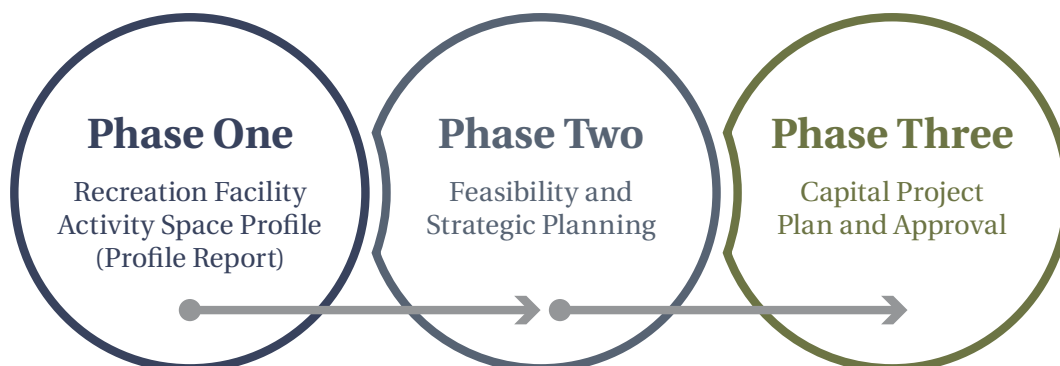 Phase One
Recreation Facility
Activity Space Profile
(Profile Report)
Phase Two
Feasibility and
Strategic Planning
Phase Three
Capital Project
Plan and Approval